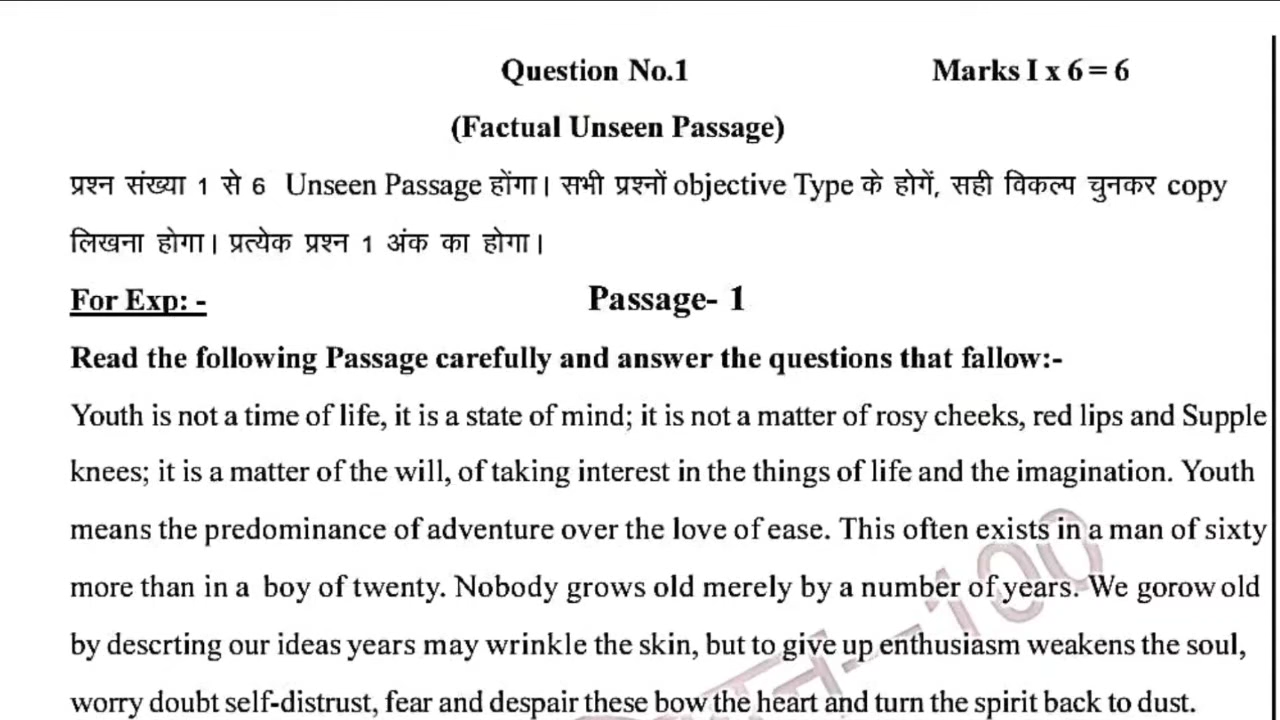 Question No.1 Marks I x 6 = 6
(Factual Unseen Passage)
प्रश्न संख्या 1 से 6 Unseen Passage होंगा। सभी प्रश्नों objective Type के होगें, सही विकल्प चुनकर copy
लिखना होगा। प्रत्येक प्रश्न 1 अंक का होगा।
For Exp: - Passage- 1
Read the following Passage carefully and answer the questions that fallow:-
Youth is not a time of life, it is a state of mind; it is not a matter of rosy cheeks, red lips and Supple
knees; it is a matter of the will, of taking interest in the things of life and the imagination. Youth
means the predominance of adventure over the love of ease. This often exists in a man of sixty
more than in a boy of twenty. Nobody grows old merely by a number of years. We gorow old
by descrting our ideas years may wrinkle the skin, but to give up enthusiasm weakens the soul,
worry doubt self-distrust, fear and despair these bow the heart and turn the spirit back to dust.